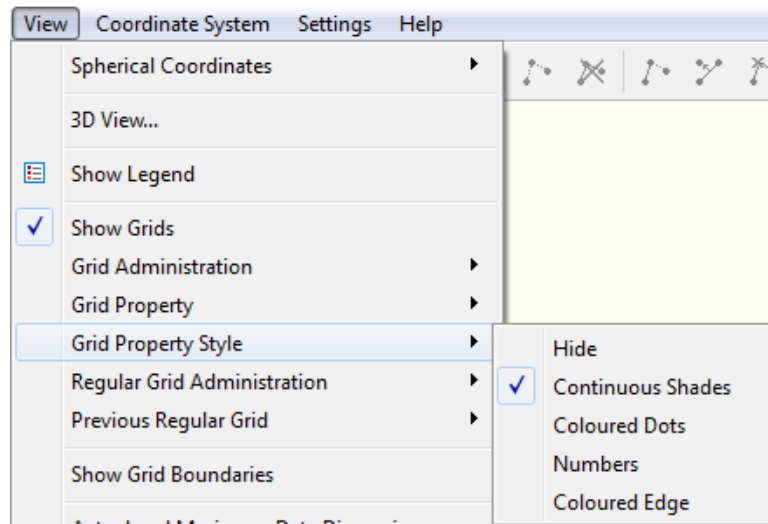 View Coordinate System Settings Help
Spherical Coordinates
3D View...
Show Legend
Show Grids
Grid Administration
Grid Property
Grid Property Style
Regular Grid Administration
Previous Regular Grid
Show Grid Boundaries
Hide
Continuous Shades
Coloured Dots
Numbers
Coloured Edge